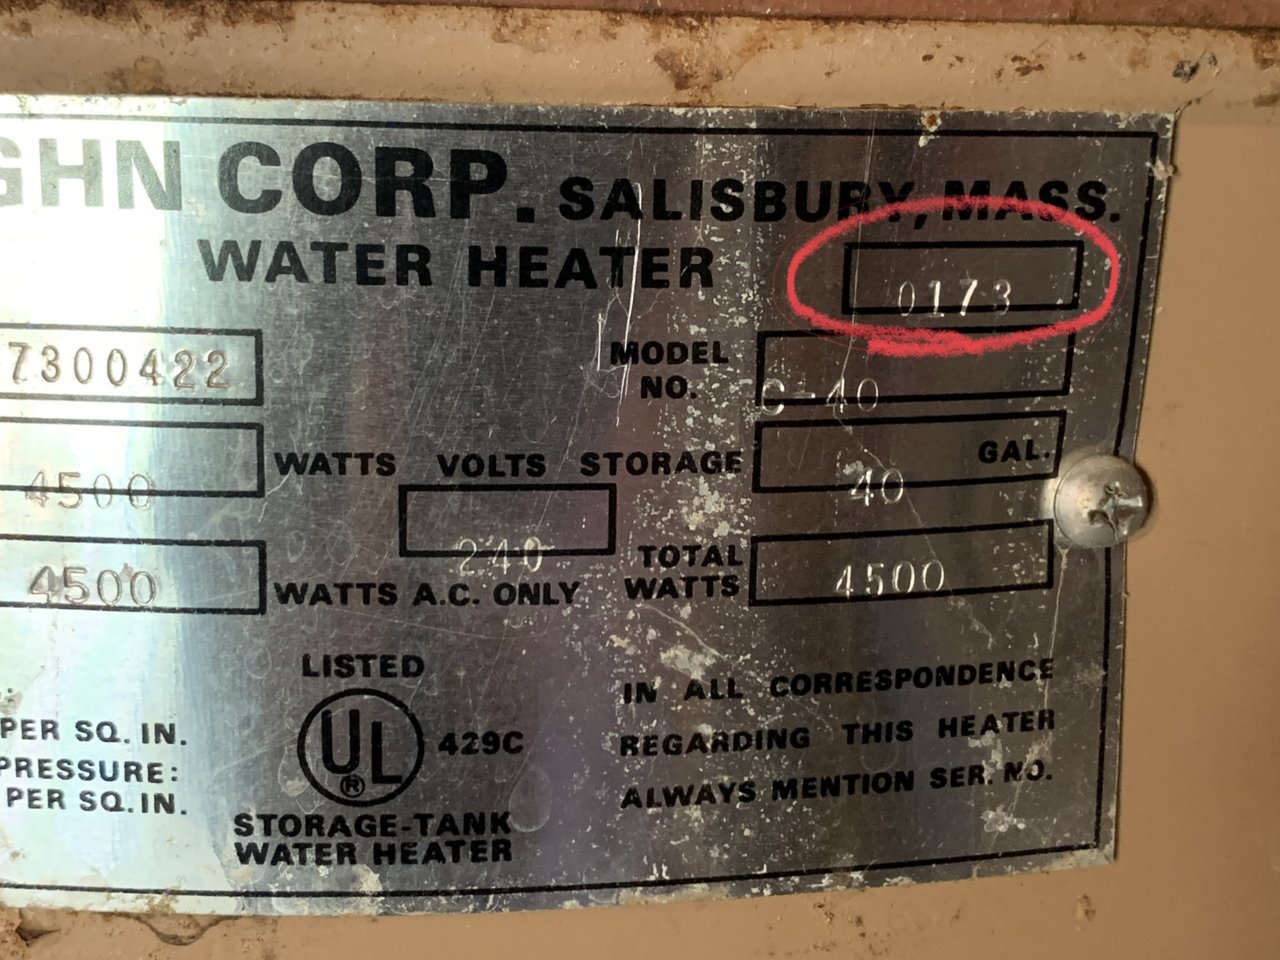 GHN CORP. SALISBURY, MASS.
WATER HEATER 0173
7300422 MODEL NO. C-40
4500 WATTS VOLTS 240 STORAGE 40 GAL.
4500 WATTS A.C. ONLY TOTAL WATTS 4500
LISTED
UL® 429C
STORAGE-TANK
WATER HEATER
PER SQ. IN.
PRESSURE:
PER SQ.IN.
IN ALL CORRESPONDENCE
REGARDING THIS HEATER
ALWAYS MENTION SER. NO.